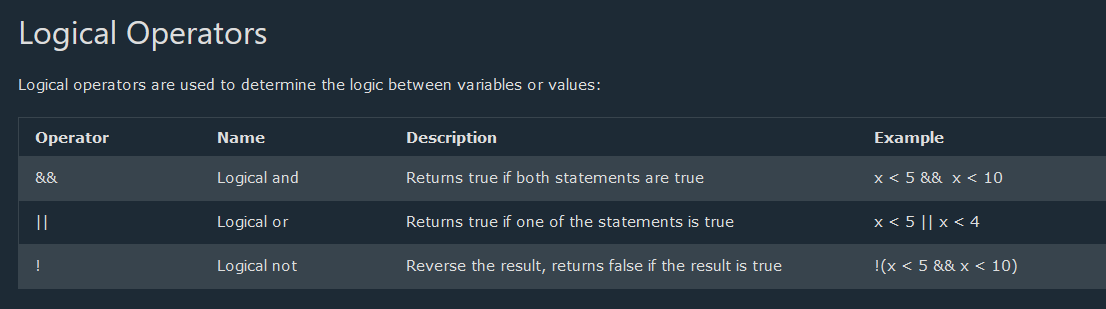 Logical Operators
Logical operators are used to determine the logic between variables or values:
Operator Name Description Example
&& Logical and Returns true if both statements are true x < 5 &&  x < 10
|| Logical or Returns true if one of the statements is true x < 5 || x < 4
! Logical not Reverse the result, returns false if the result is true !(x < 5 && x < 10)